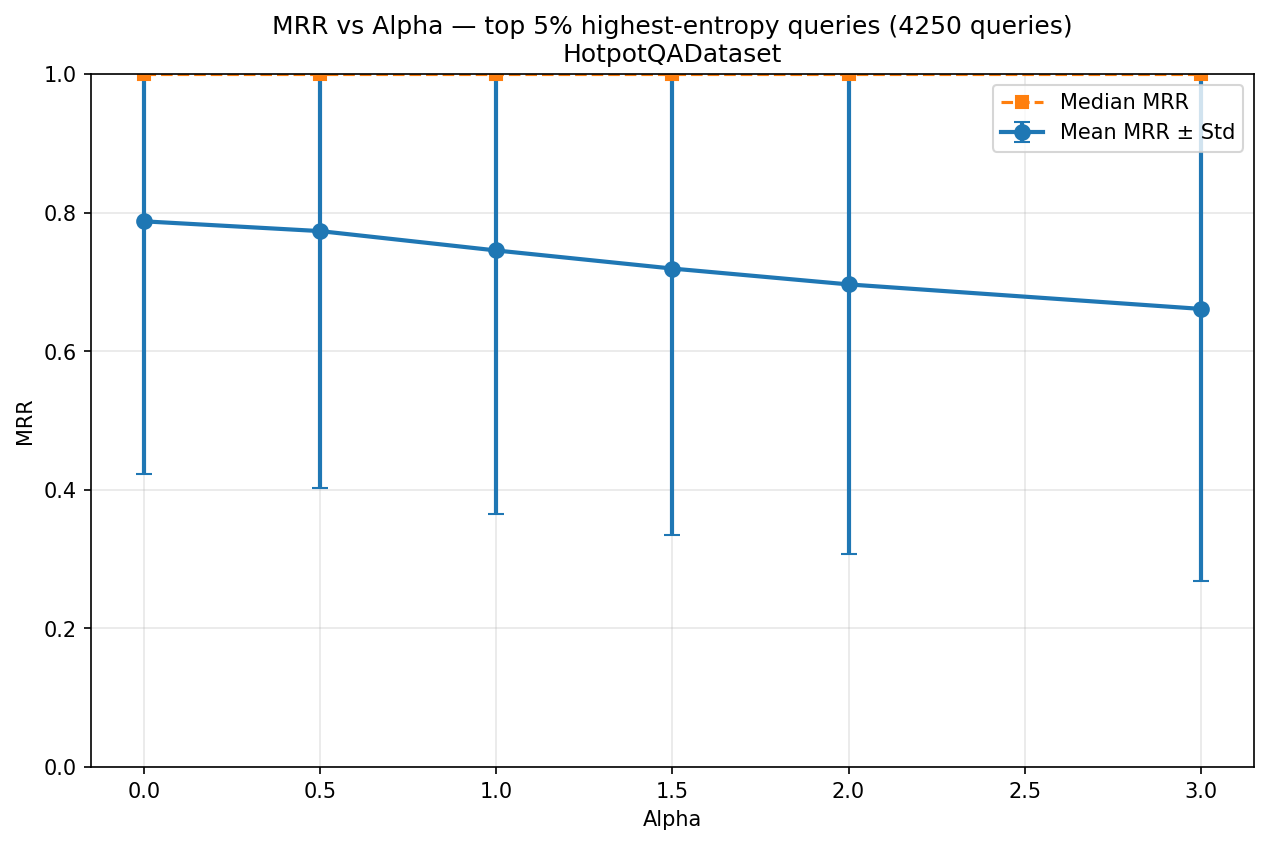 MRR vs Alpha — top 5% highest-entropy queries (4250 queries)
HotpotQADataset
1.0
0.8
0.6
0.4
0.2
0.0
MRR
Median MRR
Mean MRR ± Std
0.0 0.5 1.0 1.5 2.0 2.5 3.0
Alpha